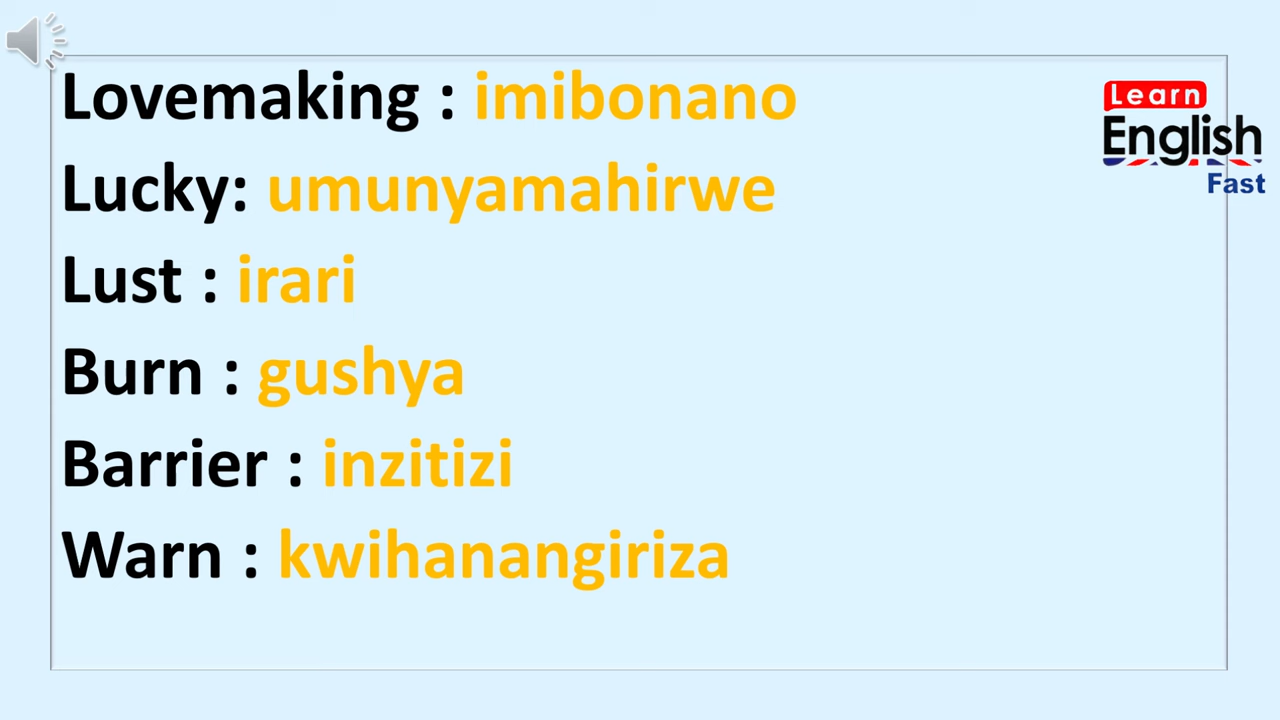 Lovemaking : imibonano
Lucky: umunyamahirwe
Lust : irari
Burn : gushya
Barrier : inzitizi
Warn : kwihanangiriza
Learn
English
Fast